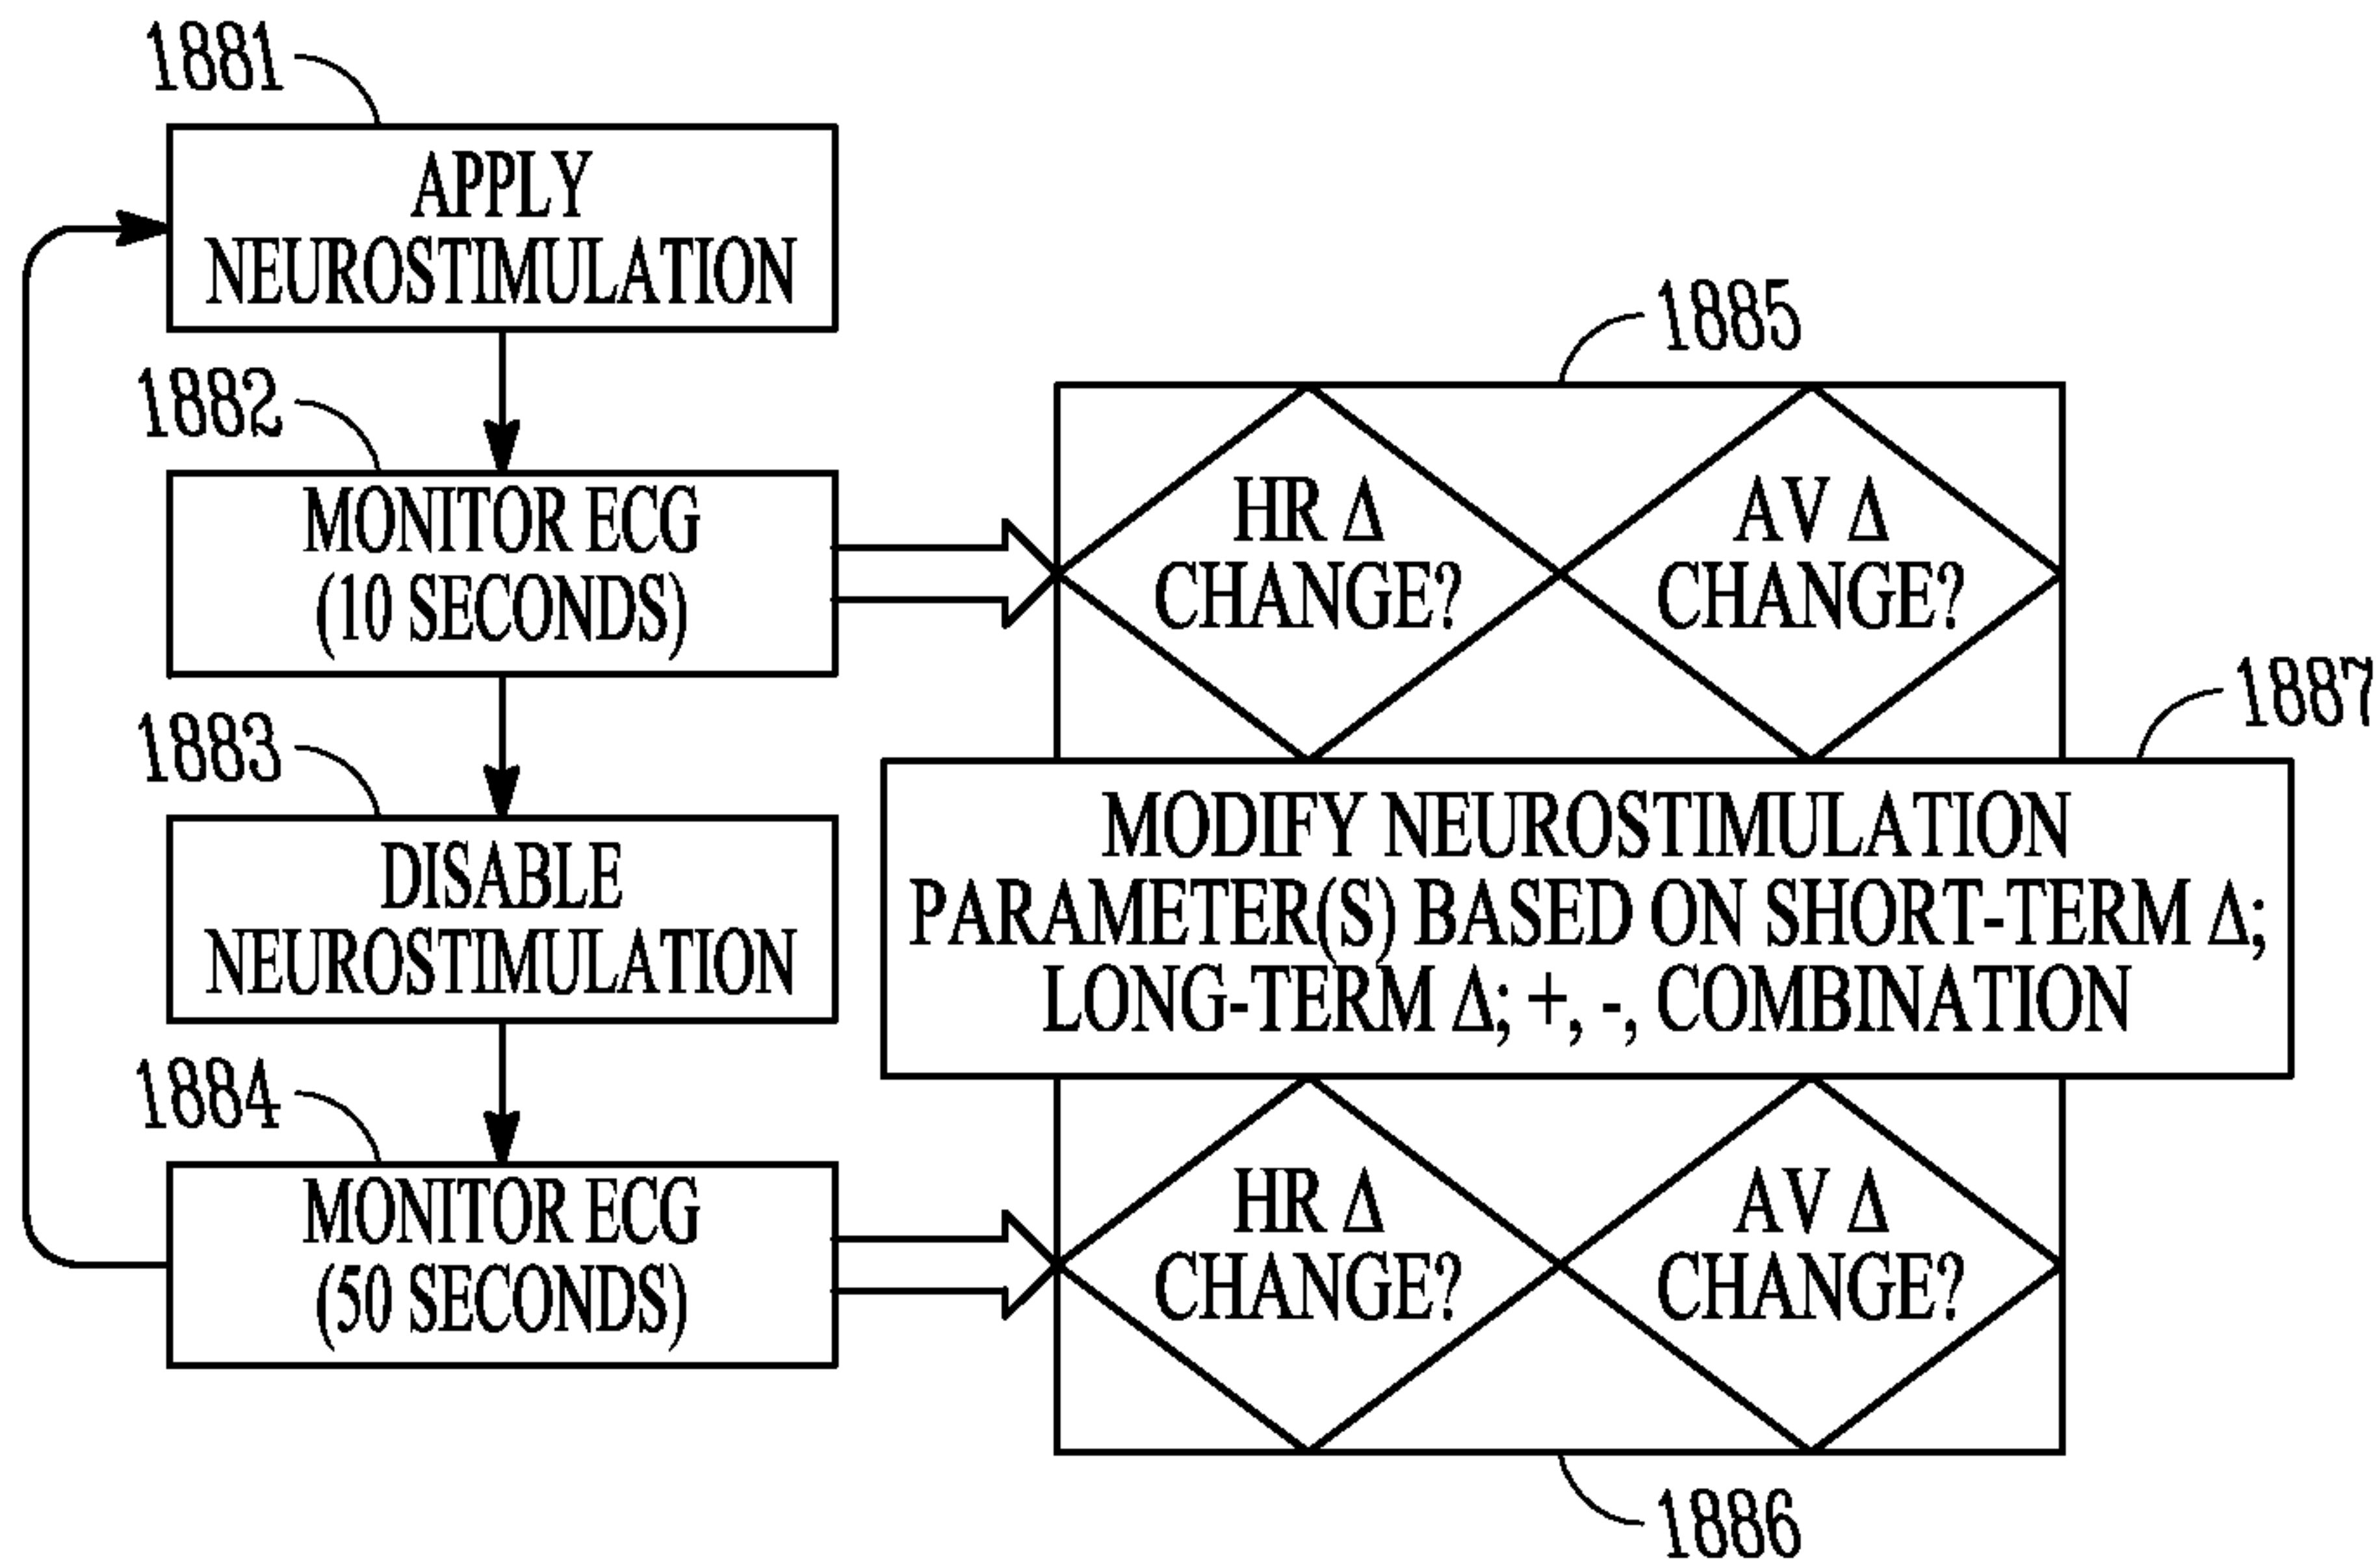 1881
APPLY
NEUROSTIMULATION
1882
MONITOR ECG
(10 SECONDS)
1883
DISABLE
NEUROSTIMULATION
1884
MONITOR ECG
(50 SECONDS)
1885
HR Δ
CHANGE?
AV Δ
CHANGE?
1887
MODIFY NEUROSTIMULATION
PARAMETER(S) BASED ON SHORT-TERM Δ;
LONG-TERM Δ; +, -, COMBINATION
HR Δ
CHANGE?
AV Δ
CHANGE?
1886